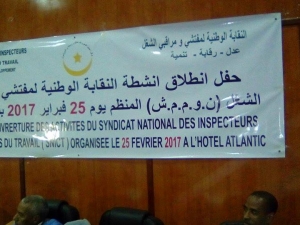 النقابة الوطنية لمفتشي و مراقبي الشغل
INSPECTEURS
عدل - رقابة - تنمية
TRAVAIL
حفل انطلاق انشطة النقابة الوطنية لمفتشي
الشغل (ن.و.م.م.ش) المنظم يوم 25 فبراير 2017
UVERTURE DES ACTIVITES DU SYNDICAT NATIONAL DES INSPECTEURS
S DU TRAVAIL ( SNICT ) ORGANISEE LE 25 FEVRIER 2017 A L'HOTEL ATLANTIC